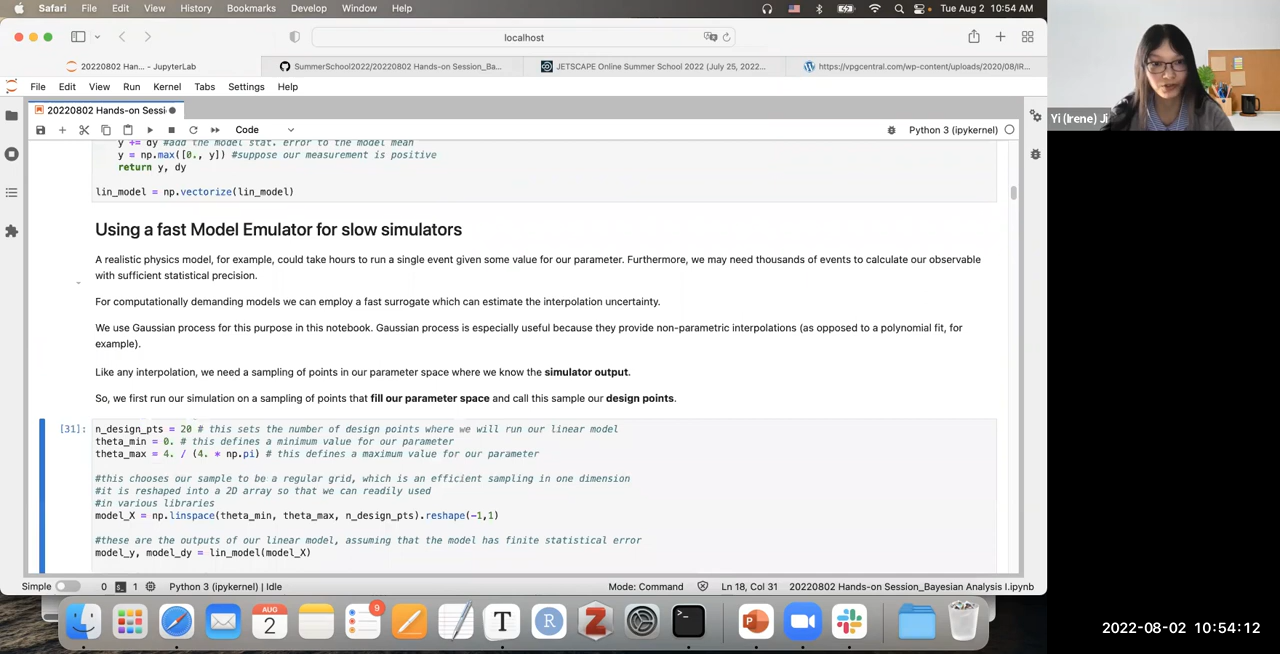 Safari File Edit View History Bookmarks Develop Window Help Tue Aug 2 10:54 AM
localhost
20220802 Han... - JupyterLab
SummerSchool2022/20220802 Hands-on Session_Ba...
JETSCAPE Online Summer School 2022 (July 25, 2022...
https://vpgcentral.com/wp-content/uploads/2020/08/IR...
File Edit View Run Kernel Tabs Settings Help
20220802 Hands-on Sessi
Code Python 3 (ipykernel)
y += dy #add the model stat. error to the model mean
y = np.max([0., y]) #suppose our measurement is positive
return y, dy
lin_model = np.vectorize(lin_model)
Using a fast Model Emulator for slow simulators
A realistic physics model, for example, could take hours to run a single event given some value for our parameter. Furthermore, we may need thousands of events to calculate our observable
with sufficient statistical precision.
For computationally demanding models we can employ a fast surrogate which can estimate the interpolation uncertainty.
We use Gaussian process for this purpose in this notebook. Gaussian process is especially useful because they provide non-parametric interpolations (as opposed to a polynomial fit, for
example).
Like any interpolation, we need a sampling of points in our parameter space where we know the simulator output.
So, we first run our simulation on a sampling of points that fill our parameter space and call this sample our design points.
[31]: n_design_pts = 20 # this sets the number of design points where we will run our linear model
theta_min = 0. # this defines a minimum value for our parameter
theta_max = 4. / (4. * np.pi) # this defines a maximum value for our parameter
#this chooses our sample to be a regular grid, which is an efficient sampling in one dimension
#it is reshaped into a 2D array so that we can readily used
#in various libraries
model_X = np.linspace(theta_min, theta_max, n_design_pts).reshape(-1,1)
#these are the outputs of our linear model, assuming that the model has finite statistical error
model_y, model_dy = lin_model(model_X)
Simple 0 1 Python 3 (ipykernel) | Idle Mode: Command Ln 18, Col 31 20220802 Hands-on Session_Bayesian Analysis I.ipynb
AUG
2
9
T
R
Z
P
Yi (Irene) Ji
2022-08-02 10:54:12